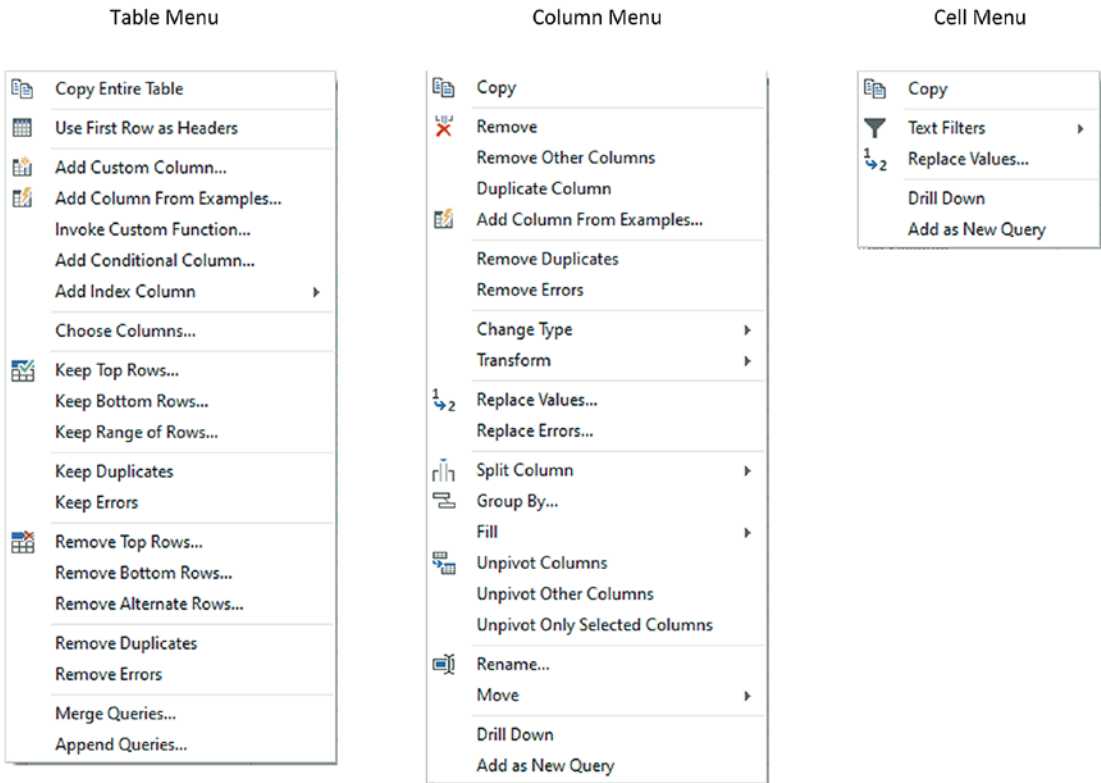 Table Menu
Copy Entire Table
Use First Row as Headers
Add Custom Column...
Add Column From Examples...
Invoke Custom Function...
Add Conditional Column...
Add Index Column
Choose Columns...
Keep Top Rows...
Keep Bottom Rows...
Keep Range of Rows...
Keep Duplicates
Keep Errors
Remove Top Rows...
Remove Bottom Rows...
Remove Alternate Rows...
Remove Duplicates
Remove Errors
Merge Queries...
Append Queries...
Column Menu
Copy
Remove
Remove Other Columns
Duplicate Column
Add Column From Examples...
Remove Duplicates
Remove Errors
Change Type
Transform
1
2
Replace Values...
Replace Errors...
Split Column
Group By...
Fill
Unpivot Columns
Unpivot Other Columns
Unpivot Only Selected Columns
Rename...
Move
Drill Down
Add as New Query
Cell Menu
Copy
Text Filters
1
2
Replace Values...
Drill Down
Add as New Query